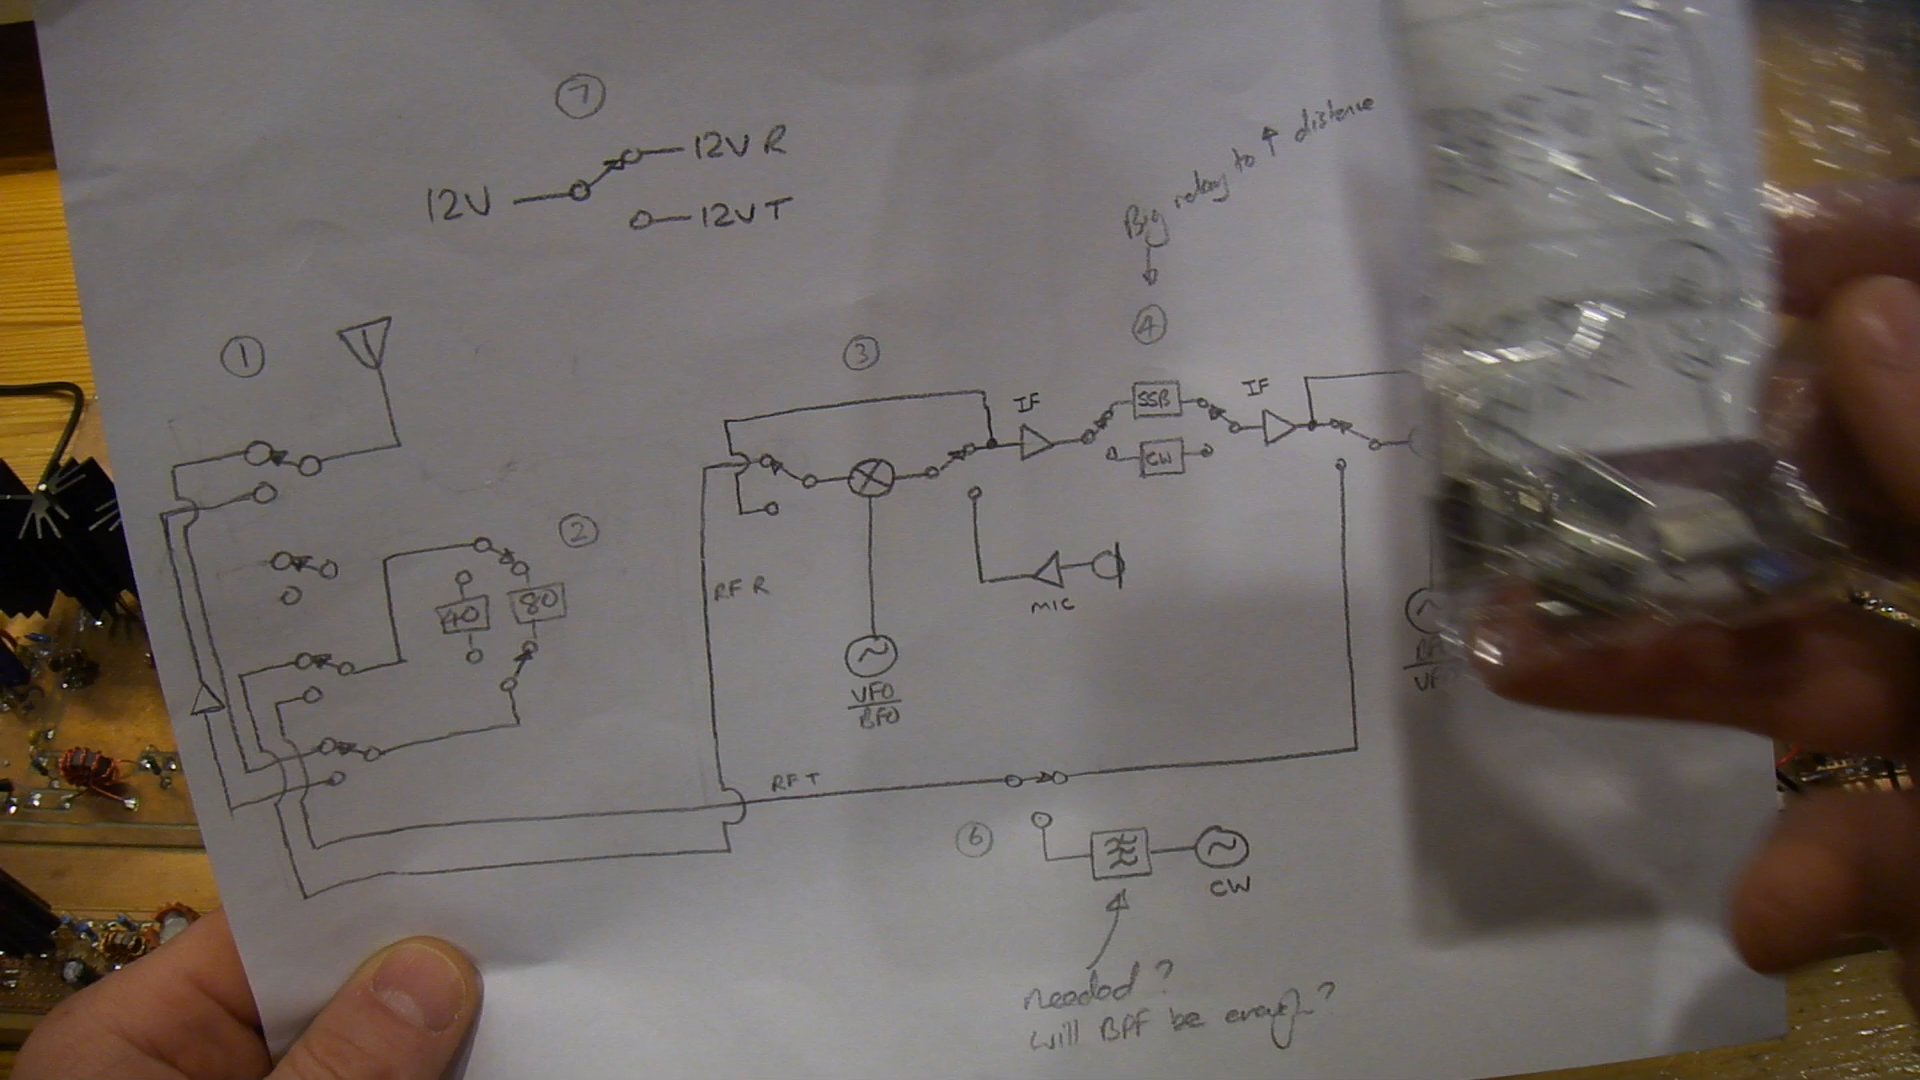 7
12V R
12V
12V T
Big relay to ↑ distance
1
3
4
IF
SSB
IF
CW
2
40
80
RF R
MIC
VFO
BFO
RF T
6
CW
needed?
will BPF be enough?